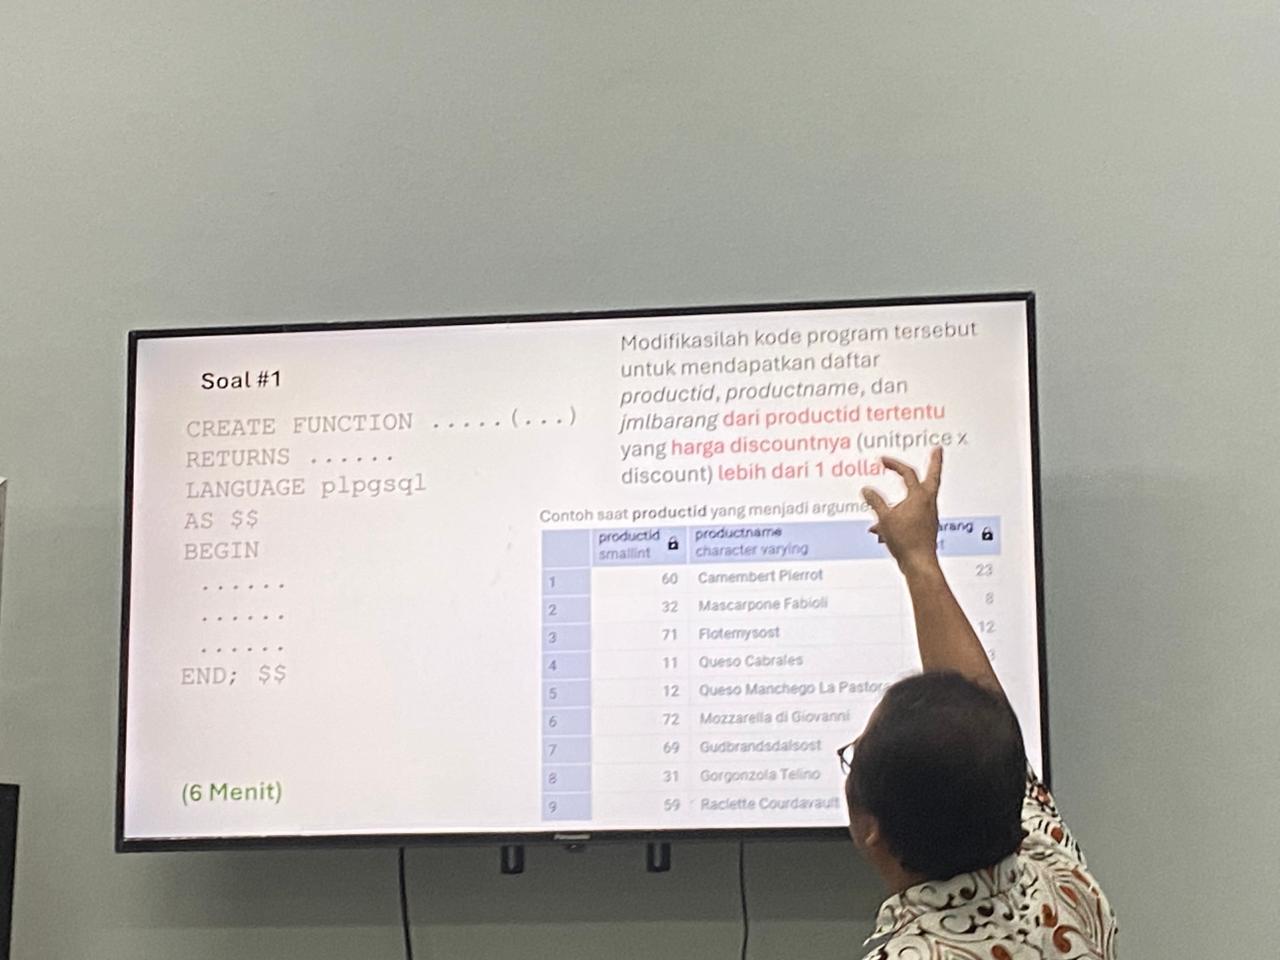 Soal #1
CREATE FUNCTION .....(...)
RETURNS ......
LANGUAGE plpgsql
AS $$
BEGIN
......
......
......
END; $$
(6 Menit)
Modifikasilah kode program tersebut
untuk mendapatkan daftar
productid, productname, dan
jmlbarang dari productid tertentu
yang harga discountnya (unitprice x
discount) lebih dari 1
Contoh saat productid yang menjadi
productid productname
smallint character varying
1 60 Camembert Pierrot 23
2 32 Mascarpone Fabioli 8
3 71 Flotemysost 12
4 11 Queso Cabrales
5 12 Queso Manchego La
6 72 Mozzarella di Giovanni
7 69 Gudbrandsdalsost
8 31 Gorgonzola Telino
9 59 Raclette Courdavault
Panasonic